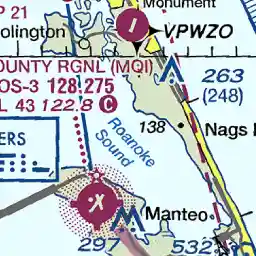 P 21
Monument
olington
VPWZO
OUNTY RGNL (MQI)
OS-3 128.275
L 43 122.8 C
263
(248)
138
Nags
Roanoke
Sound
ERS
Manteo
297
532